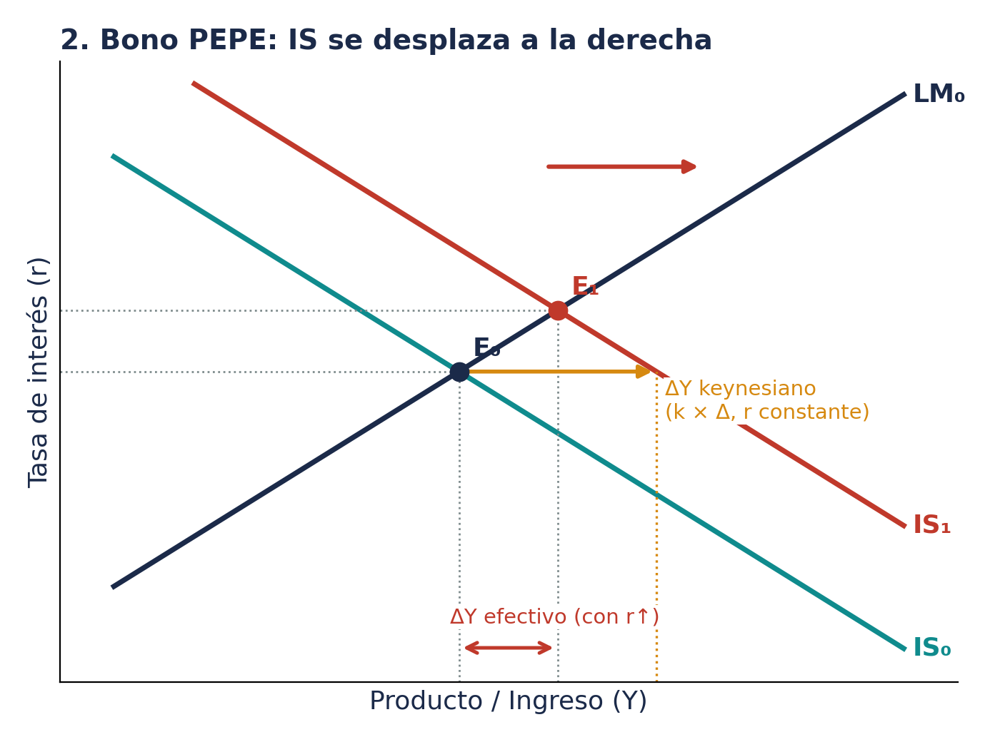 2. Bono PEPE: IS se desplaza a la derecha
LM₀
E₁
E₀
ΔY keynesiano
(k × Δ, r constante)
IS₁
ΔY efectivo (con r↑)
IS₀
Tasa de interés (r)
Producto / Ingreso (Y)